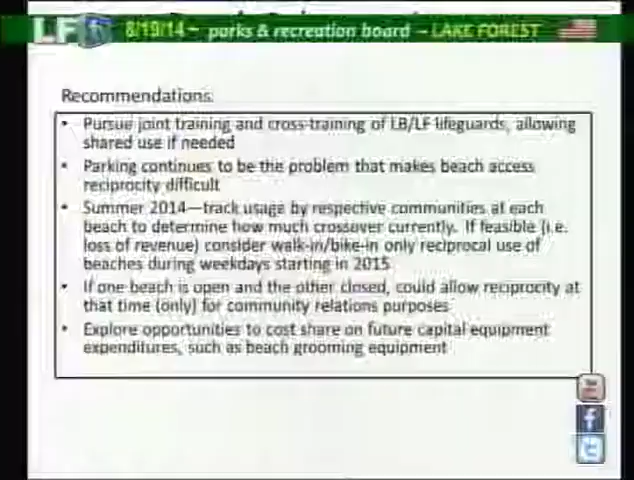 LF 8/19/14 – parks & recreation board – LAKE FOREST
Recommendations
• Pursue joint training and cross-training of LB/LF lifeguards, allowing
shared use if needed
• Parking continues to be the problem that makes beach access
reciprocity difficult
• Summer 2014—track usage by respective communities at each
beach to determine how much crossover currently. If feasible (i.e.
loss of revenue) consider walk-in/bike-in only reciprocal use of
beaches during weekdays starting in 2015
• If one beach is open and the other closed, could allow reciprocity at
that time (only) for community relations purposes
• Explore opportunities to cost share on future capital equipment
expenditures, such as beach grooming equipment